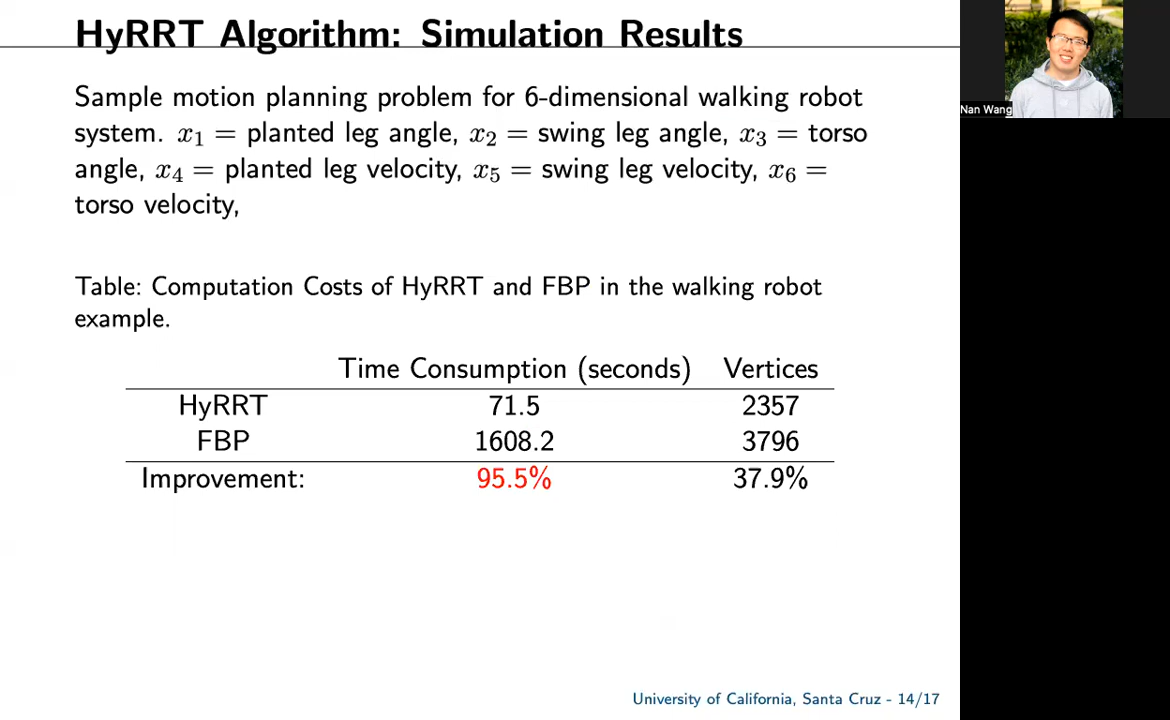 HyRRT Algorithm: Simulation Results
Sample motion planning problem for 6-dimensional walking robot
system. x₁ = planted leg angle, x₂ = swing leg angle, x₃ = torso
angle, x₄ = planted leg velocity, x₅ = swing leg velocity, x₆ =
torso velocity,
Table: Computation Costs of HyRRT and FBP in the walking robot
example.
Time Consumption (seconds) Vertices
HyRRT 71.5 2357
FBP 1608.2 3796
Improvement: 95.5% 37.9%
University of California, Santa Cruz - 14/17
Nan Wang